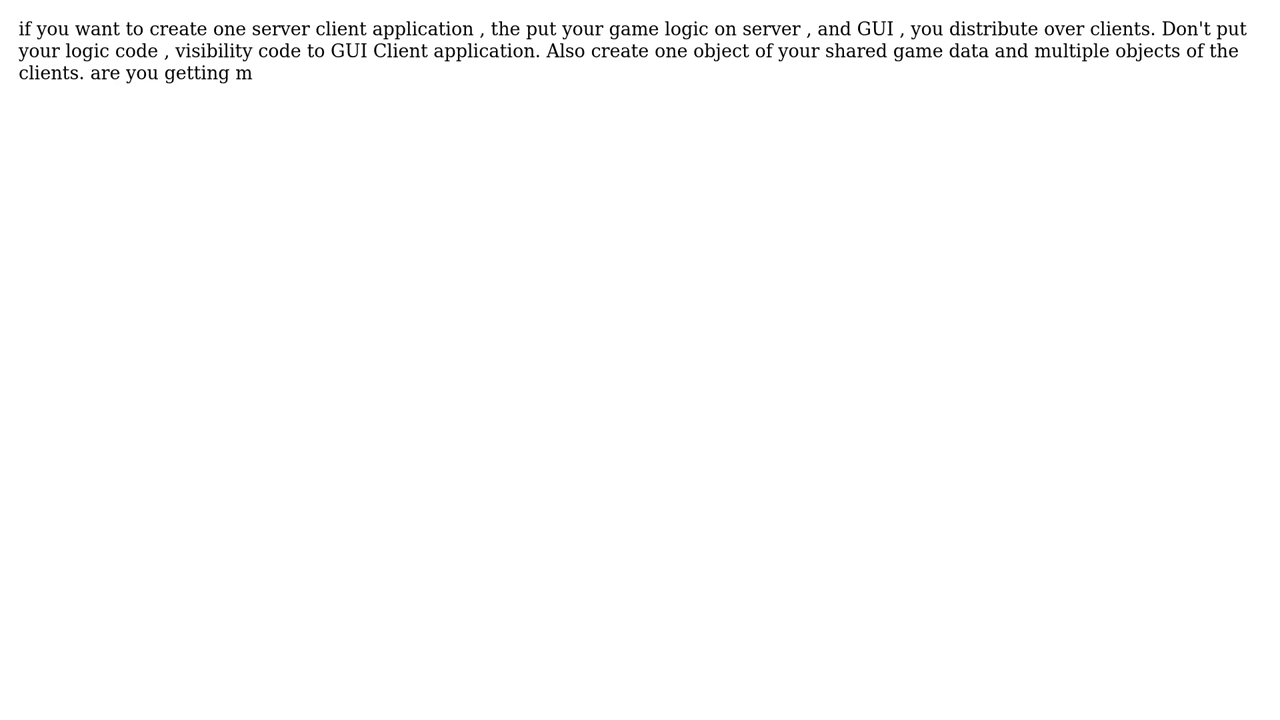 if you want to create one server client application , the put your game logic on server , and GUI , you distribute over clients. Don't put
your logic code , visibility code to GUI Client application. Also create one object of your shared game data and multiple objects of the
clients. are you getting m